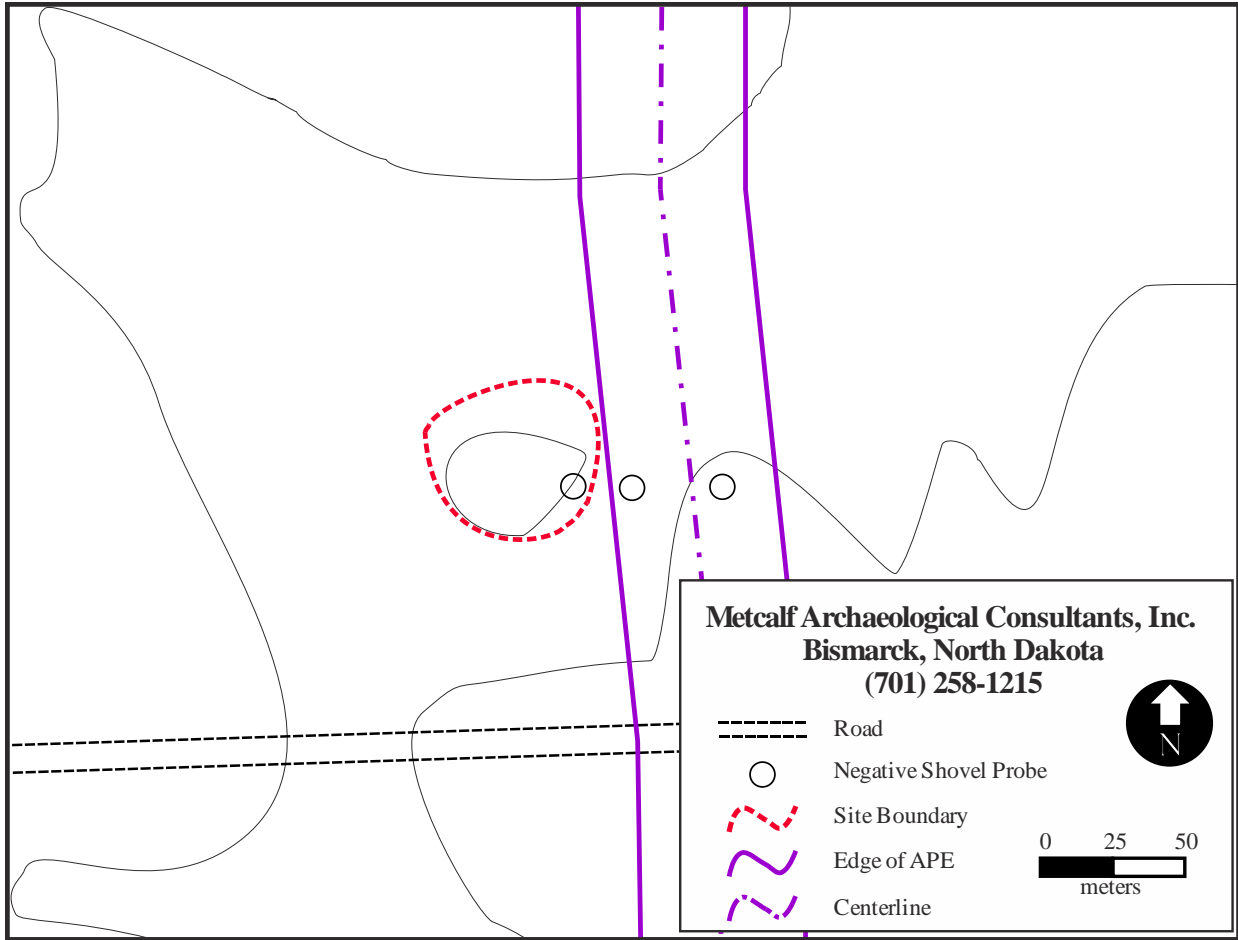 Metcalf Archaeological Consultants, Inc.
Bismarck, North Dakota
(701) 258-1215
Road
Negative Shovel Probe
Site Boundary
Edge of APE
Centerline
N
0 25 50
meters